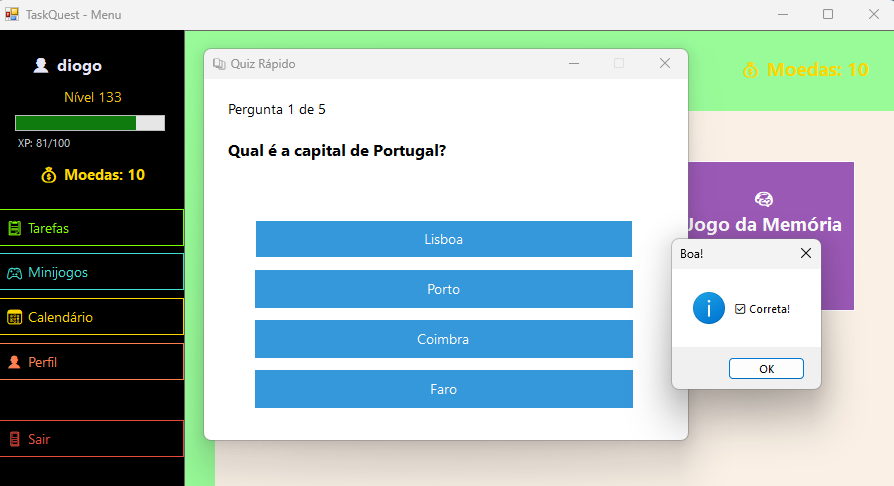 TaskQuest - Menu
diogo
Nível 133
XP: 81/100
Moedas: 10
Tarefas
Minijogos
Calendário
Perfil
Sair
Moedas: 10
Jogo da Memória
Quiz Rápido
Pergunta 1 de 5
Qual é a capital de Portugal?
Lisboa
Porto
Coimbra
Faro
Boa!
Correta!
OK